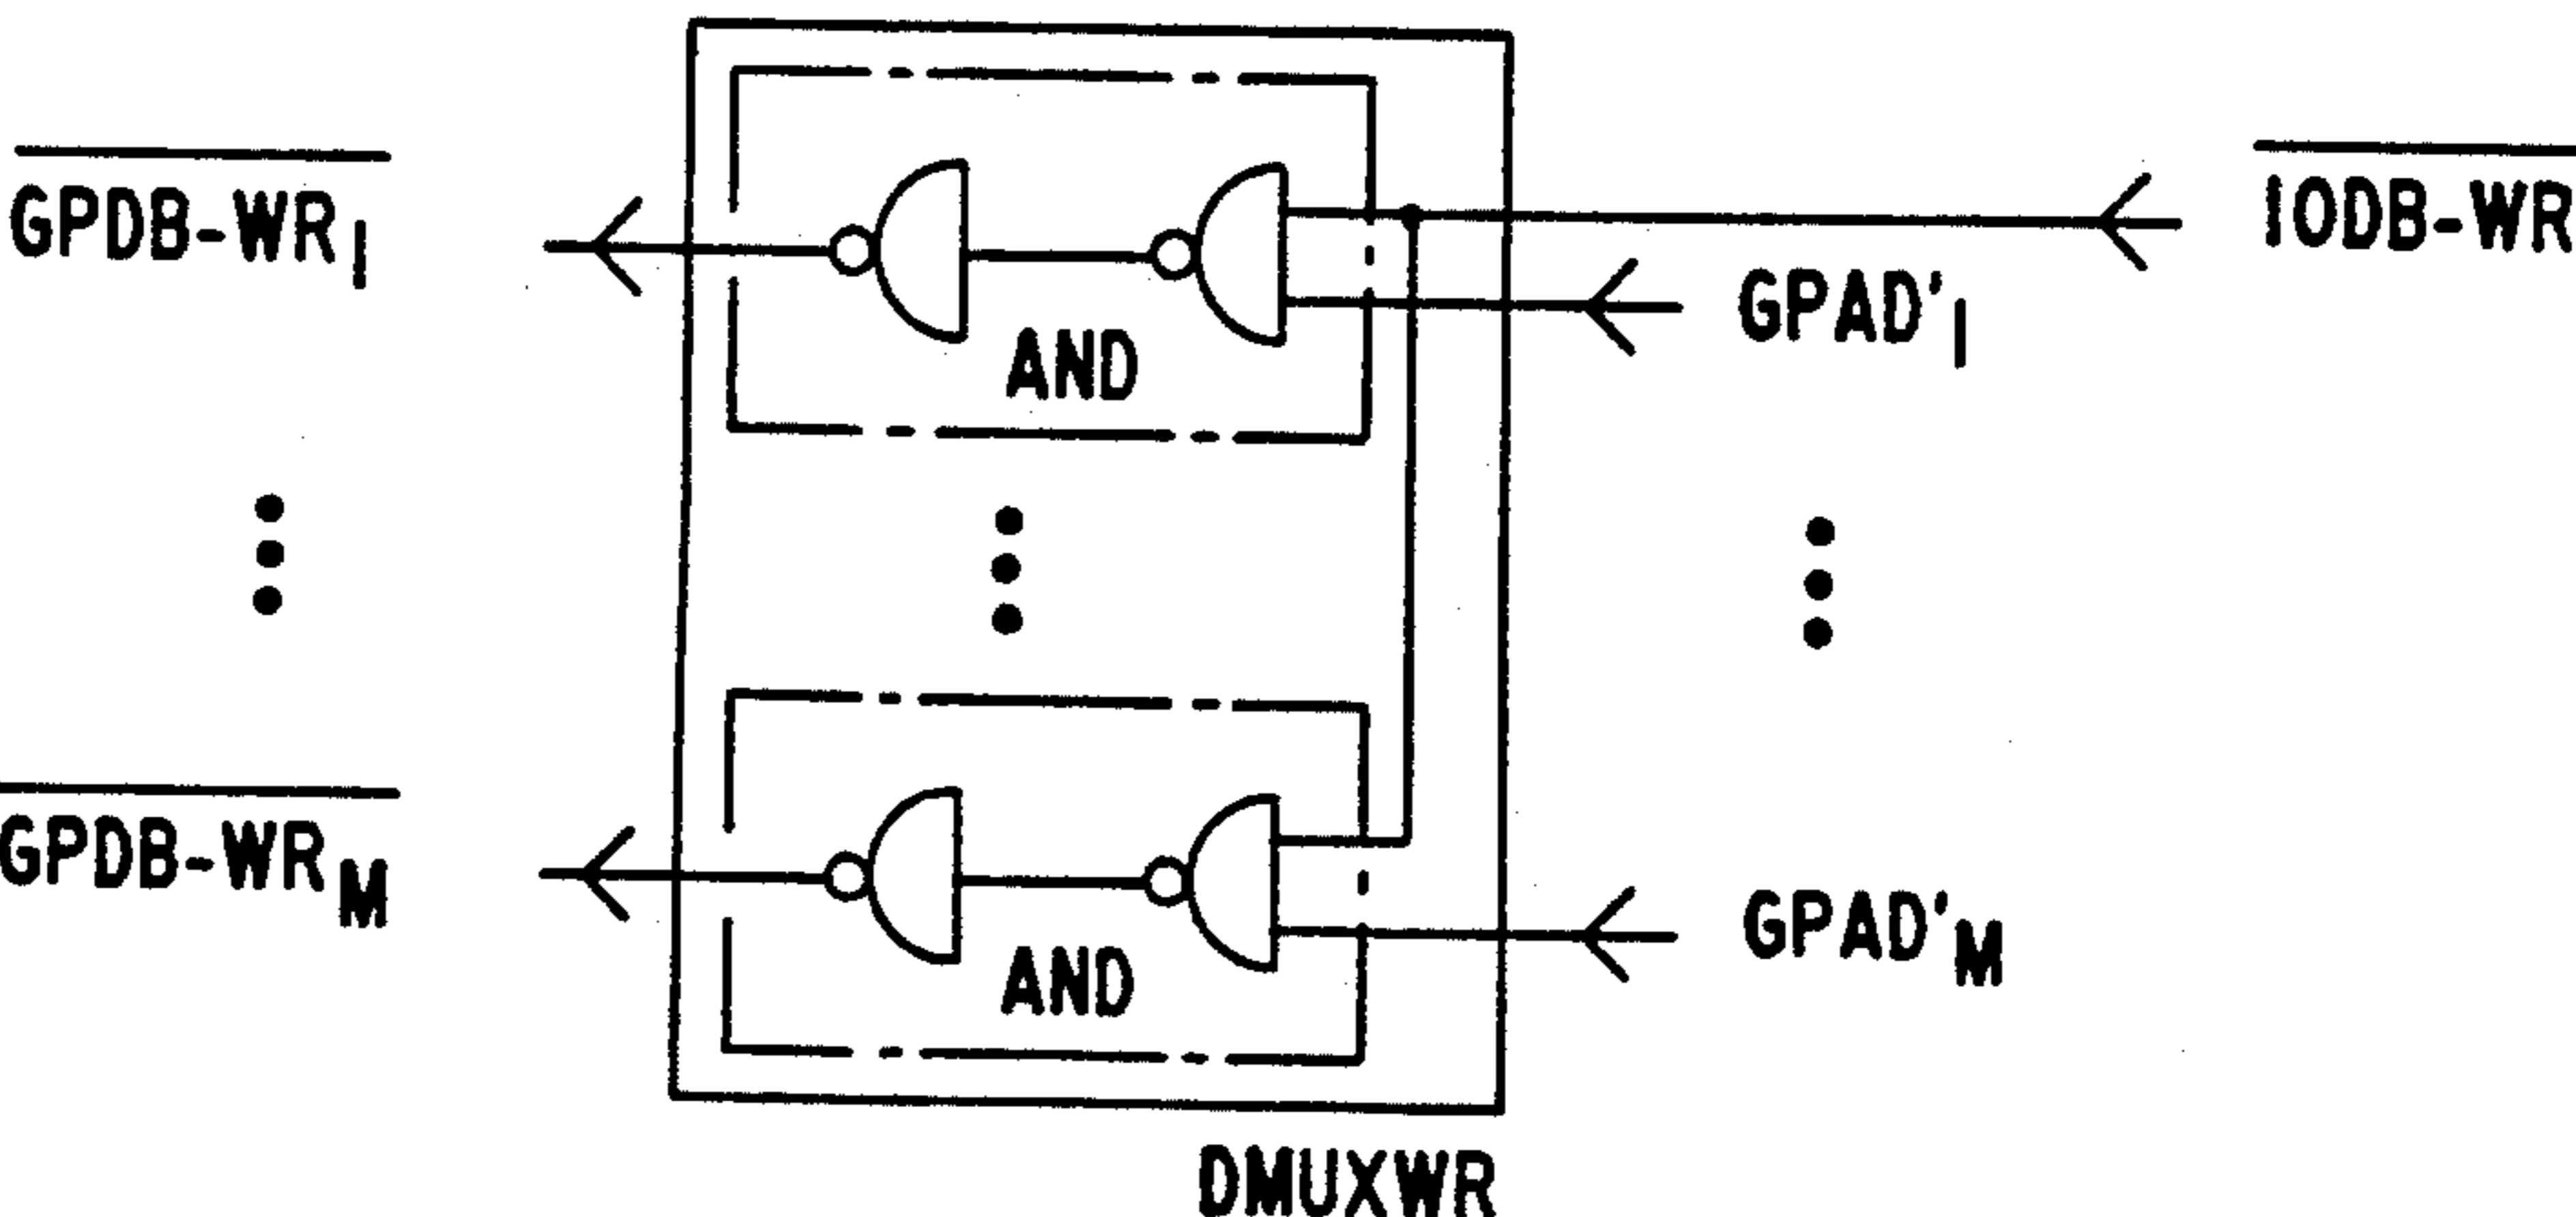 GPDB-WR1
IODB-WR
GPAD'1
AND
GPDB-WRM
GPAD'M
AND
DMUXWR